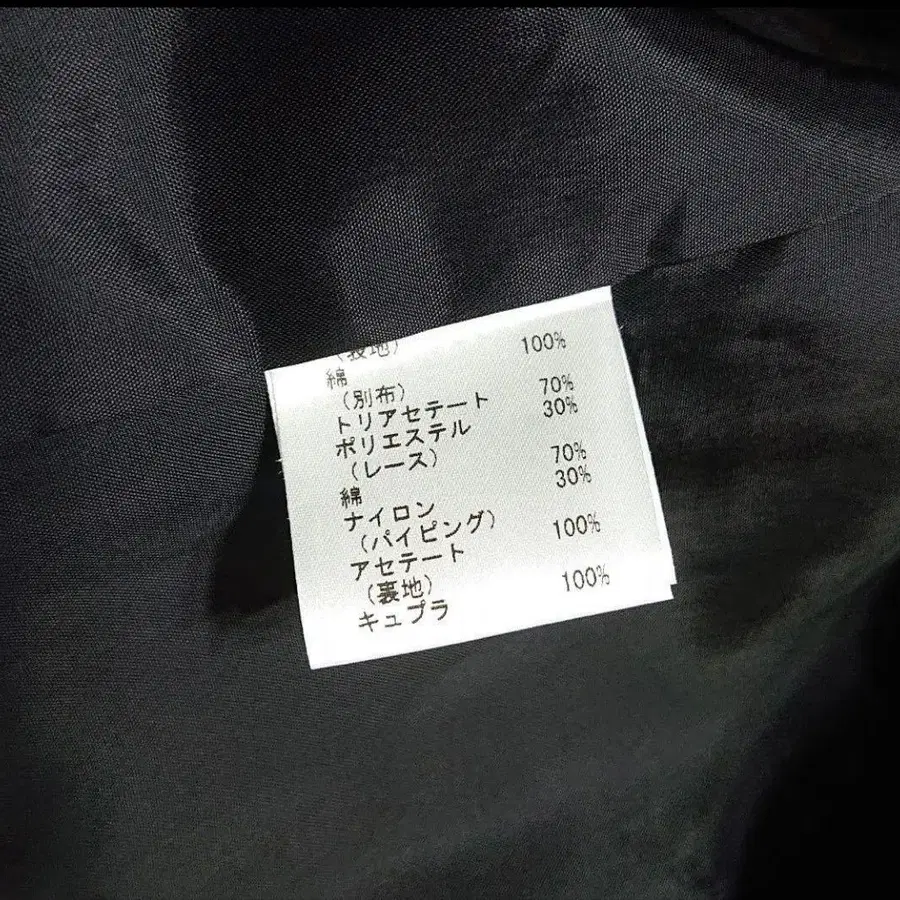 (表地)
綿 100%
(別布)
トリアセテート 70%
ポリエステル 30%
(レース)
綿 70%
ナイロン 30%
(パイピング)
アセテート 100%
(裏地)
キュプラ 100%